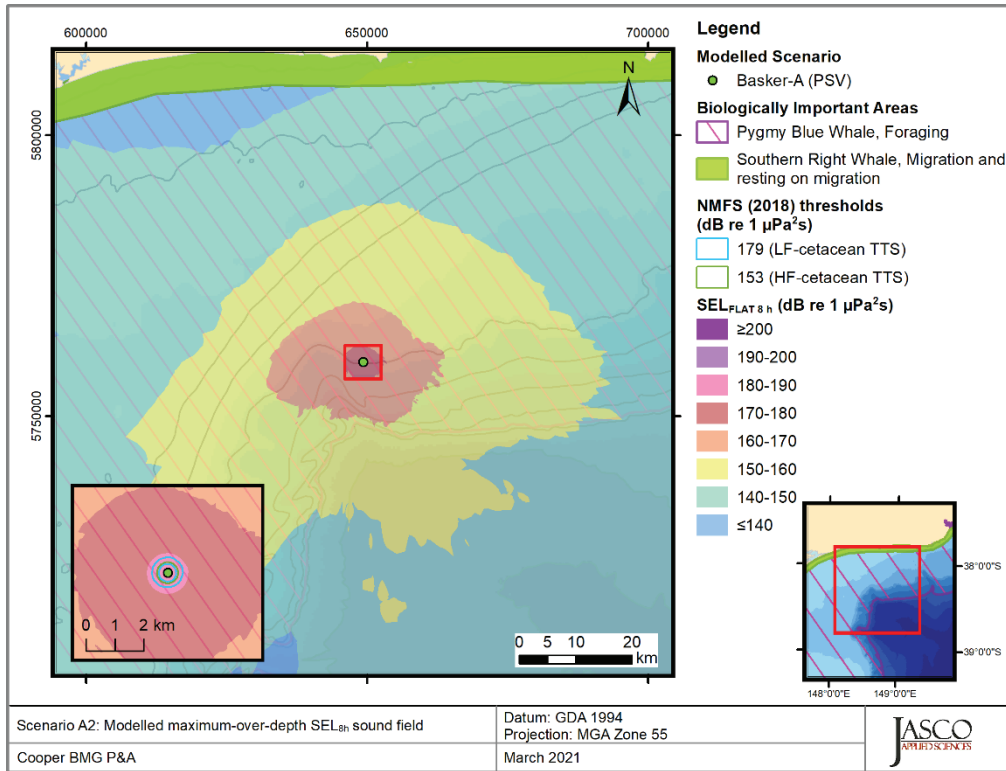 600000
650000
700000
5800000
5750000
N
0 1 2 km
0 5 10 20
km
Legend
Modelled Scenario
Basker-A (PSV)
Biologically Important Areas
Pygmy Blue Whale, Foraging
Southern Right Whale, Migration and
resting on migration
NMFS (2018) thresholds
(dB re 1 µPa²s)
179 (LF-cetacean TTS)
153 (HF-cetacean TTS)
SELFLAT 8 h (dB re 1 µPa²s)
≥200
190-200
180-190
170-180
160-170
150-160
140-150
≤140
38°0'0"S
39°0'0"S
148°0'0"E
149°0'0"E
Scenario A2: Modelled maximum-over-depth SEL8h sound field
Cooper BMG P&A
Datum: GDA 1994
Projection: MGA Zone 55
March 2021
JASCO
APPLIED SCIENCES